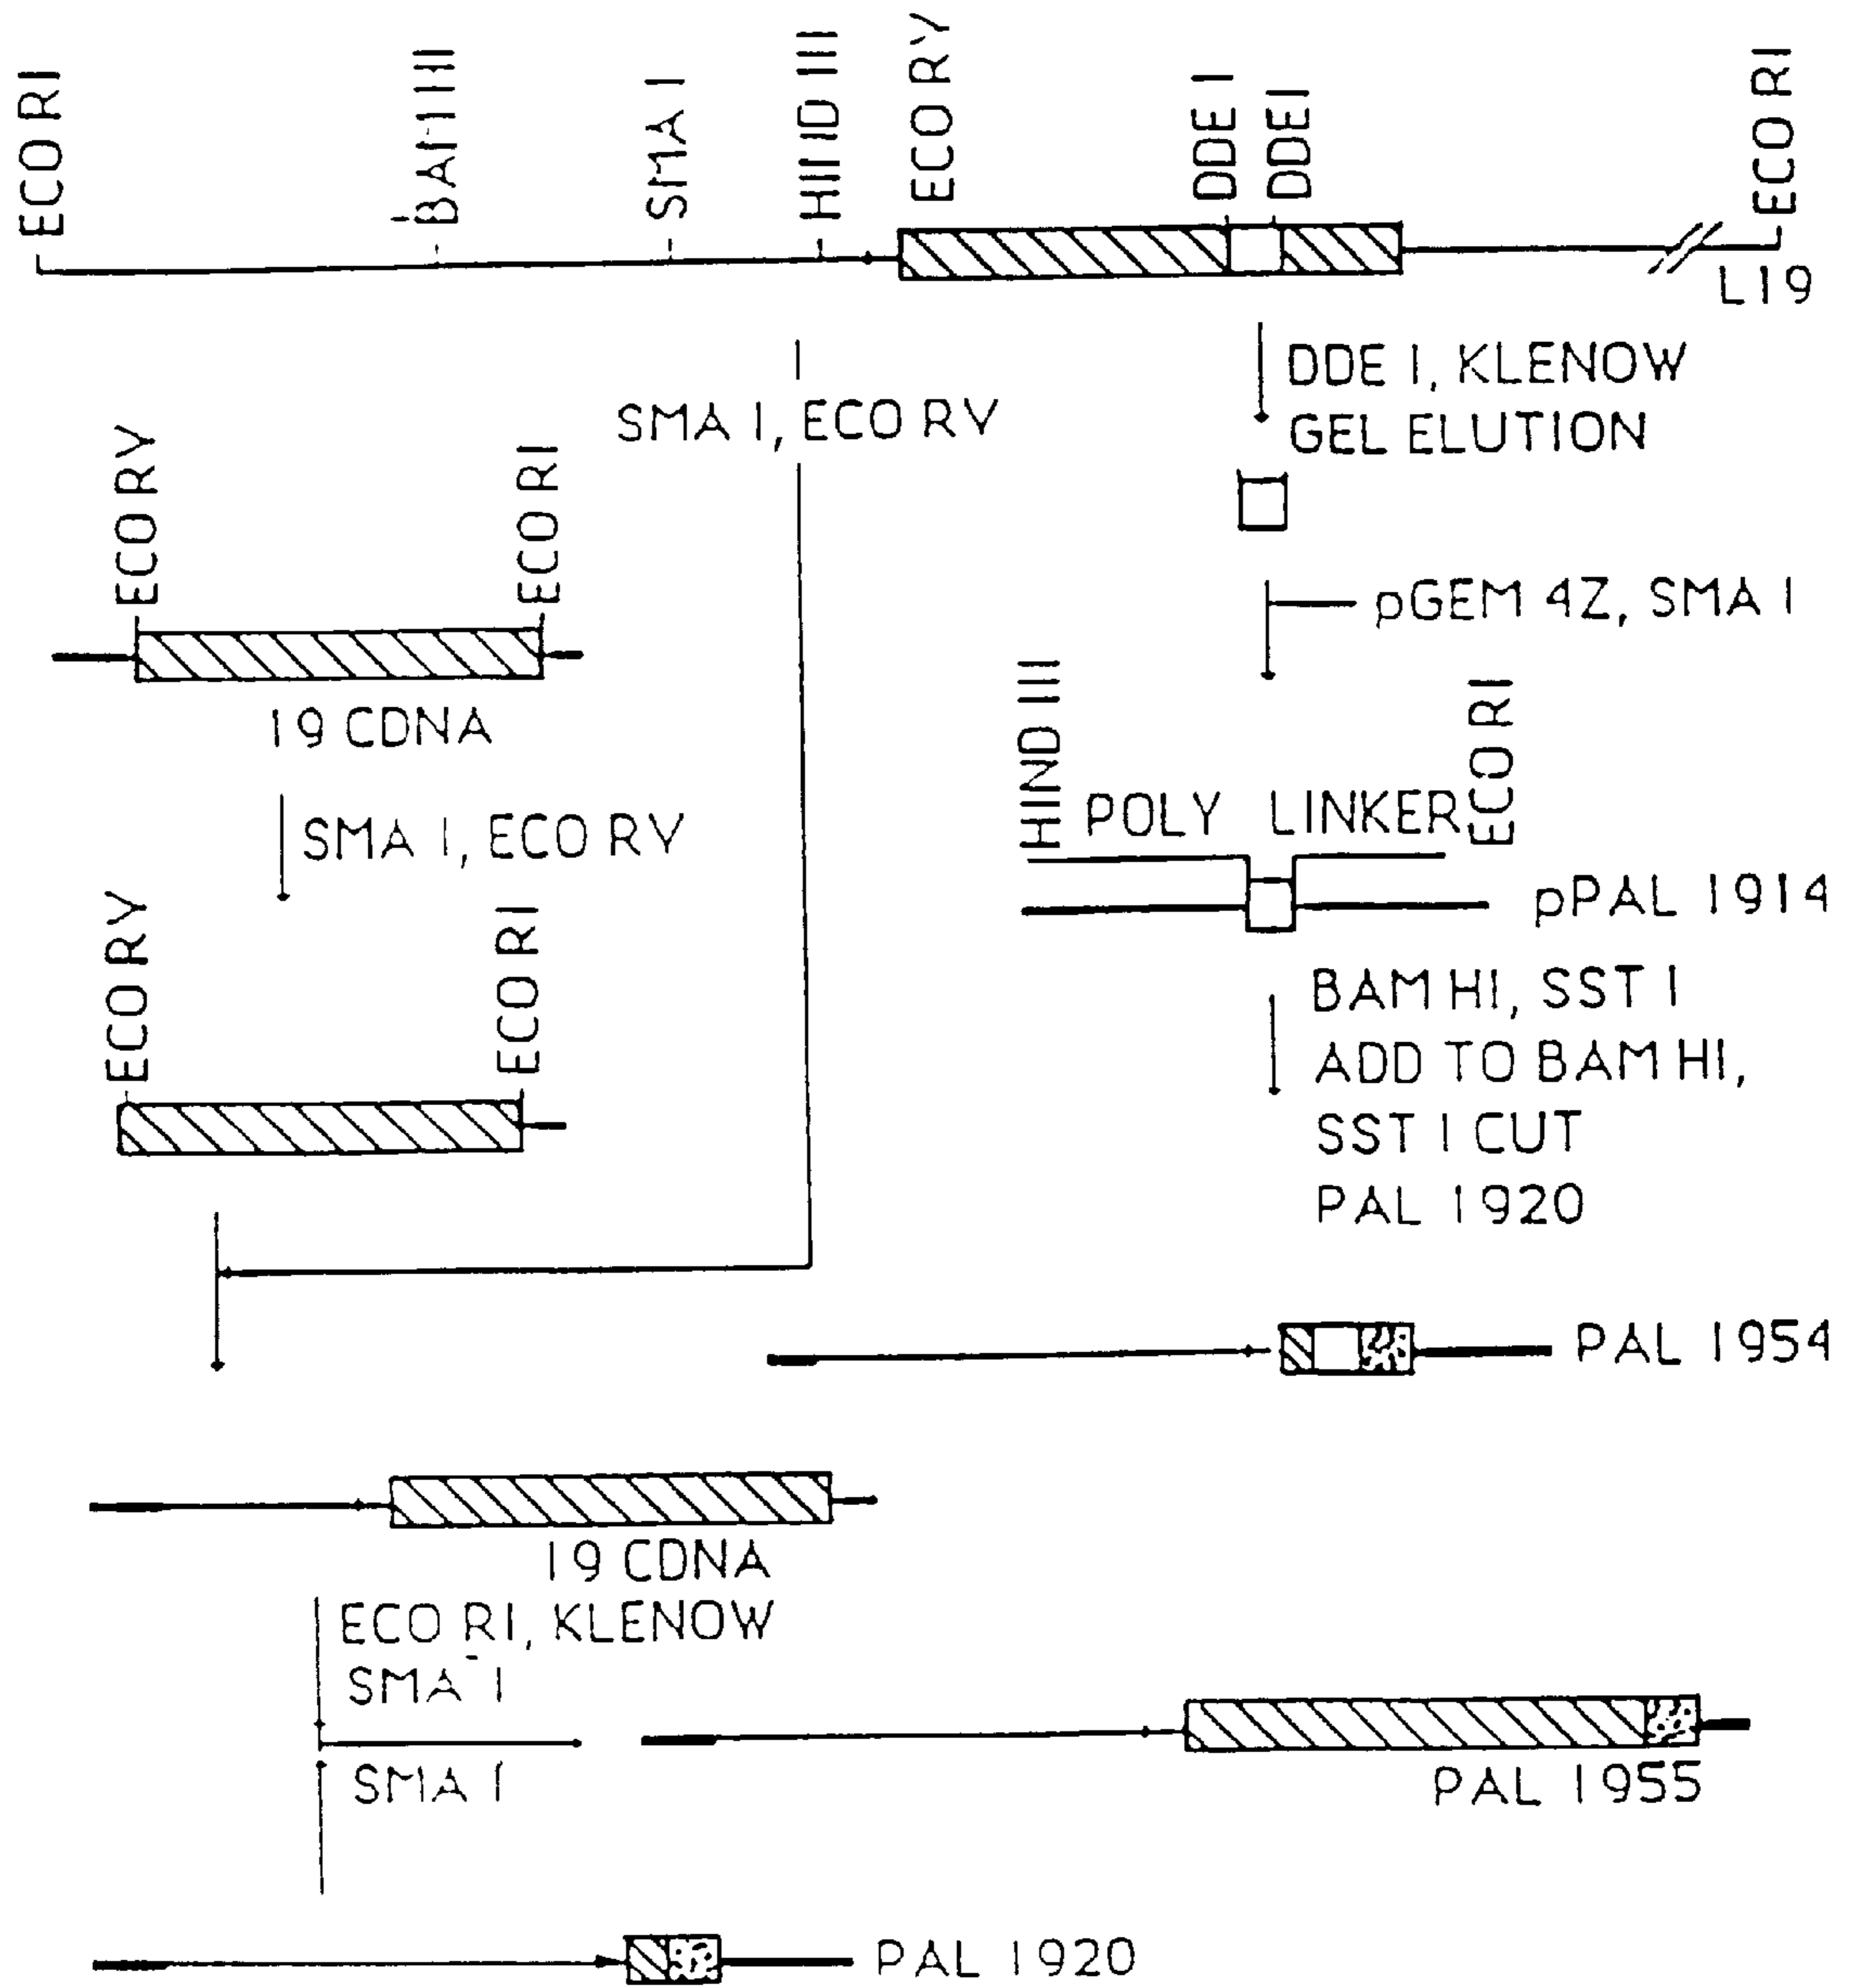 ECO RI
BAM HI
SMA I
HIND III
ECO RV
DDE I
DDE I
ECO RI
L19
DDE I, KLENOW
GEL ELUTION
SMA I, ECO RV
ECO RV
ECO RI
pGEM 4Z, SMA I
19 CDNA
HIND III
POLY LINKER
ECO RI
SMA I, ECO RV
pPAL 1914
ECO RV
ECO RI
BAM HI, SST I
ADD TO BAM HI,
SST I CUT
PAL 1920
PAL 1954
19 CDNA
ECO RI, KLENOW
SMA I
SMA I
PAL 1955
PAL 1920